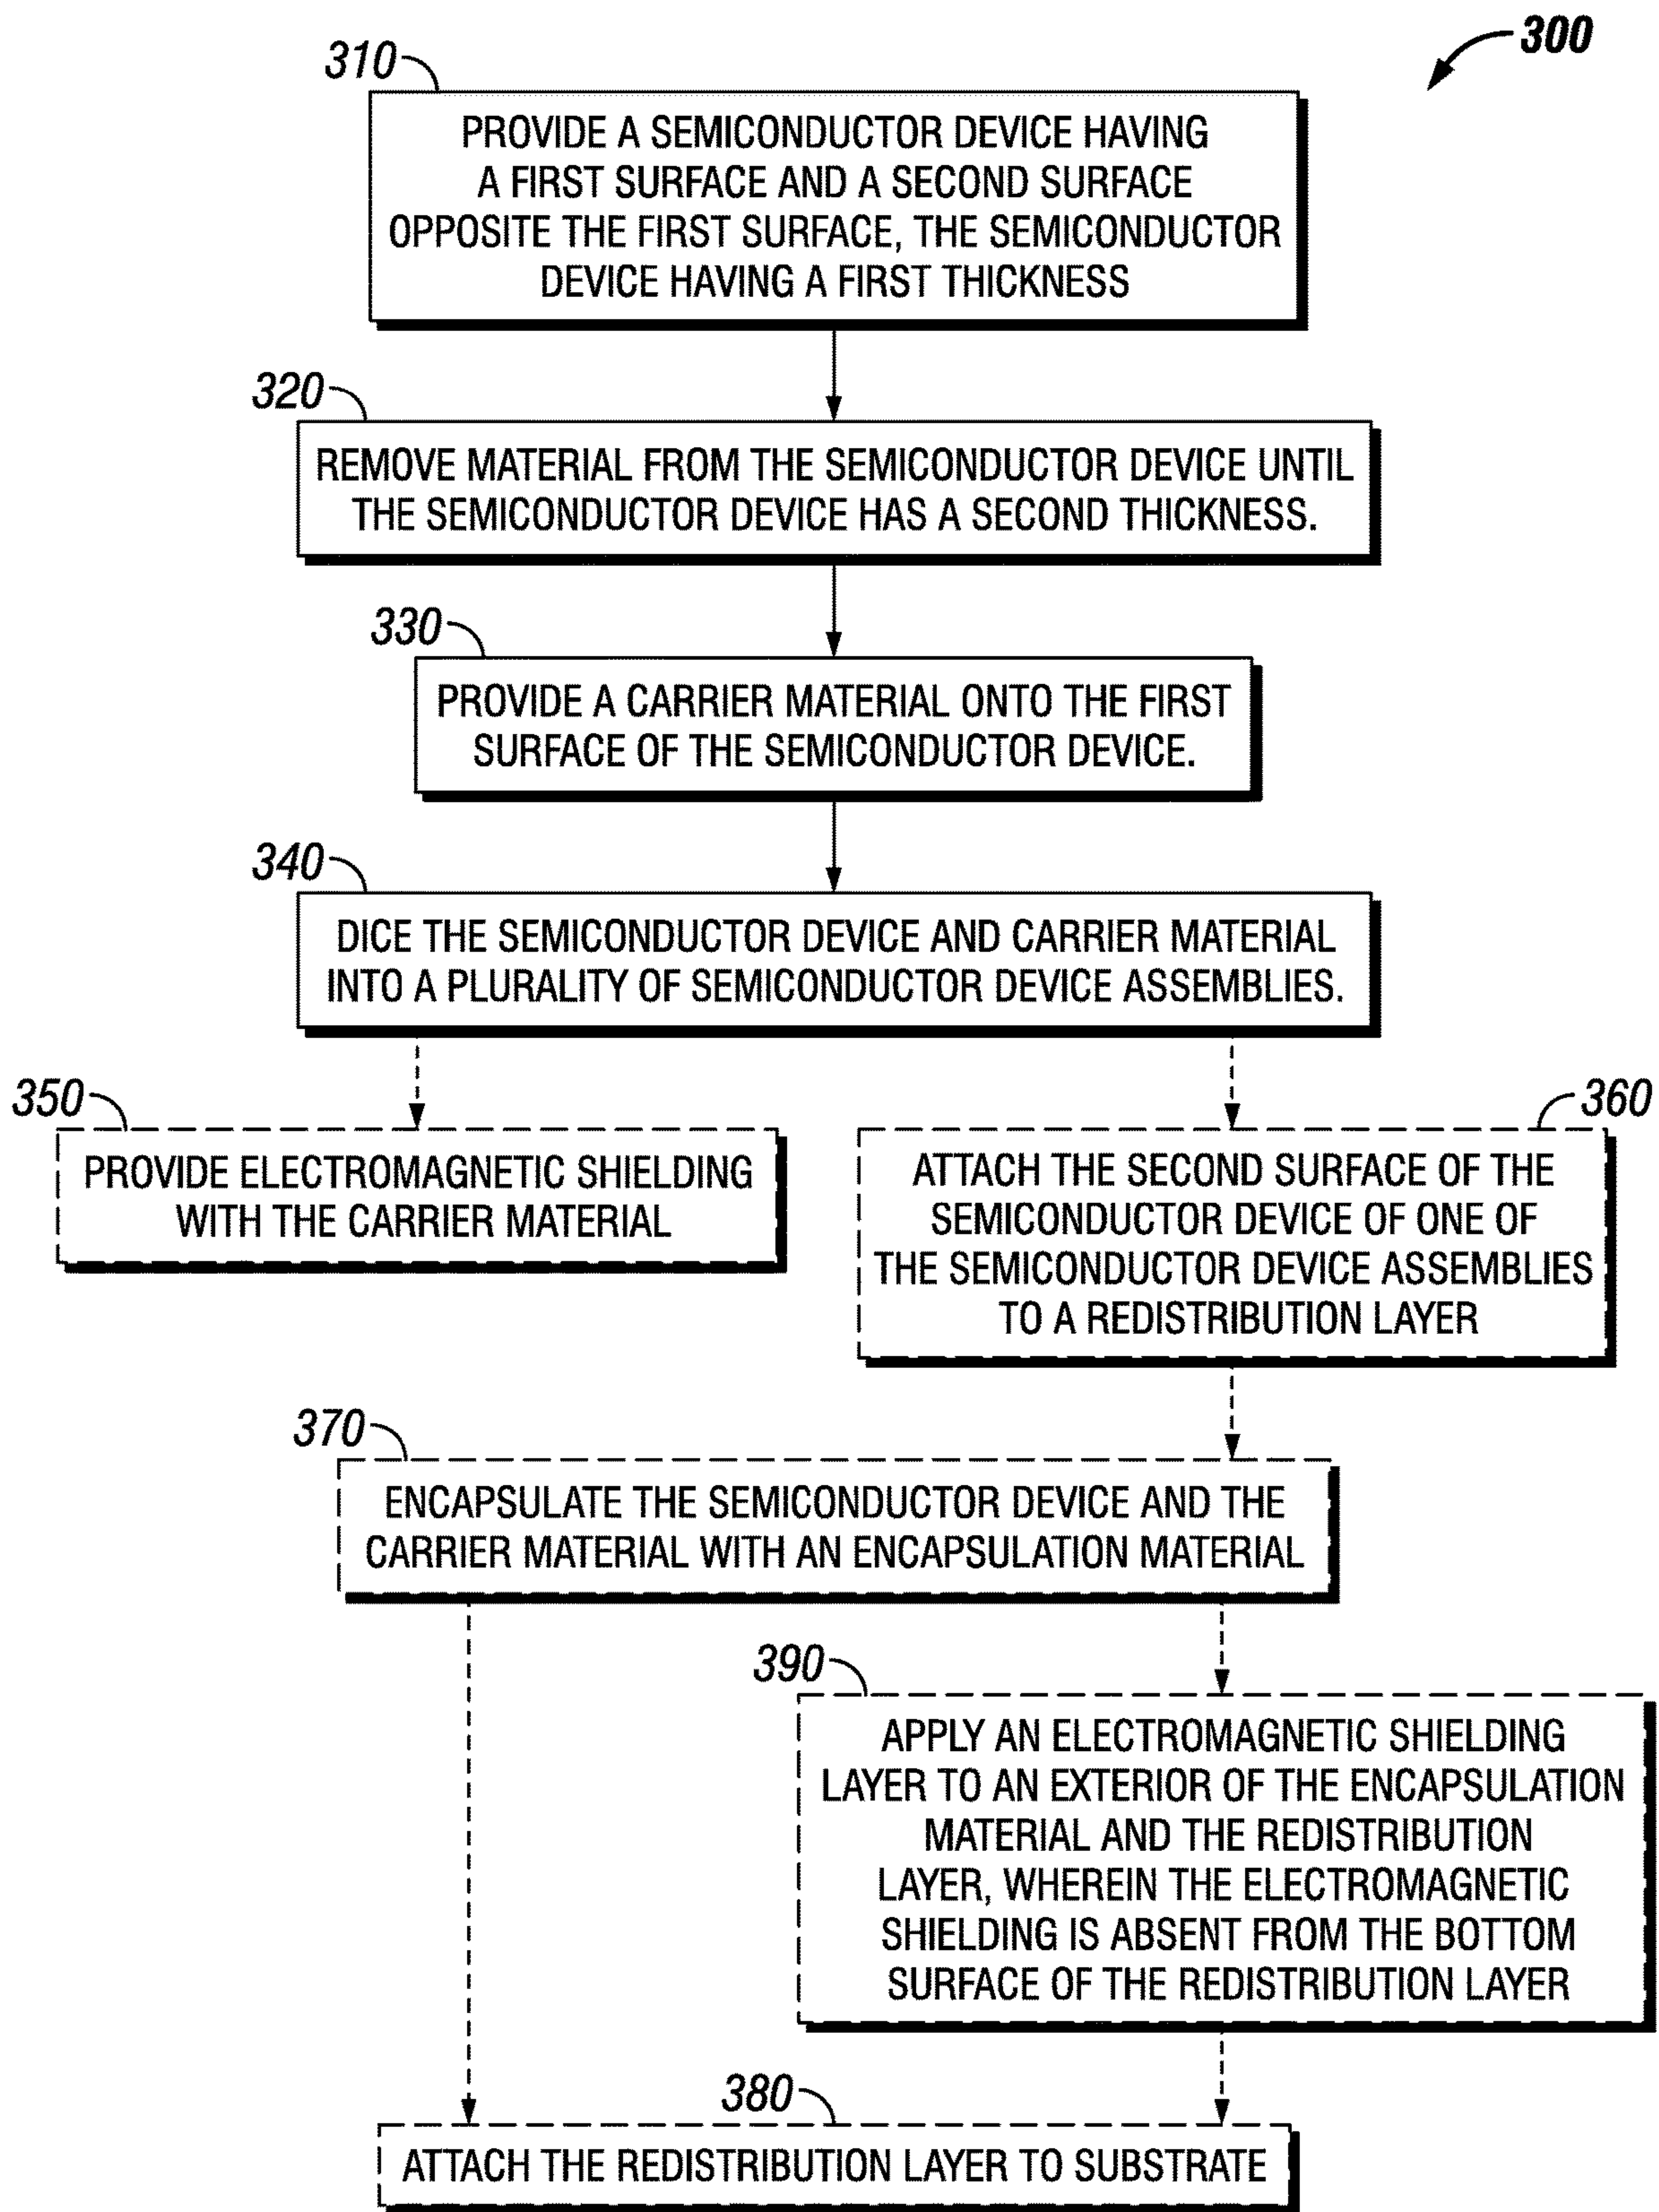 300
310
PROVIDE A SEMICONDUCTOR DEVICE HAVING
A FIRST SURFACE AND A SECOND SURFACE
OPPOSITE THE FIRST SURFACE, THE SEMICONDUCTOR
DEVICE HAVING A FIRST THICKNESS
320
REMOVE MATERIAL FROM THE SEMICONDUCTOR DEVICE UNTIL
THE SEMICONDUCTOR DEVICE HAS A SECOND THICKNESS.
330
PROVIDE A CARRIER MATERIAL ONTO THE FIRST
SURFACE OF THE SEMICONDUCTOR DEVICE.
340
DICE THE SEMICONDUCTOR DEVICE AND CARRIER MATERIAL
INTO A PLURALITY OF SEMICONDUCTOR DEVICE ASSEMBLIES.
350
PROVIDE ELECTROMAGNETIC SHIELDING
WITH THE CARRIER MATERIAL
360
ATTACH THE SECOND SURFACE OF THE
SEMICONDUCTOR DEVICE OF ONE OF
THE SEMICONDUCTOR DEVICE ASSEMBLIES
TO A REDISTRIBUTION LAYER
370
ENCAPSULATE THE SEMICONDUCTOR DEVICE AND THE
CARRIER MATERIAL WITH AN ENCAPSULATION MATERIAL
390
APPLY AN ELECTROMAGNETIC SHIELDING
LAYER TO AN EXTERIOR OF THE ENCAPSULATION
MATERIAL AND THE REDISTRIBUTION
LAYER, WHEREIN THE ELECTROMAGNETIC
SHIELDING IS ABSENT FROM THE BOTTOM
SURFACE OF THE REDISTRIBUTION LAYER
380
ATTACH THE REDISTRIBUTION LAYER TO SUBSTRATE